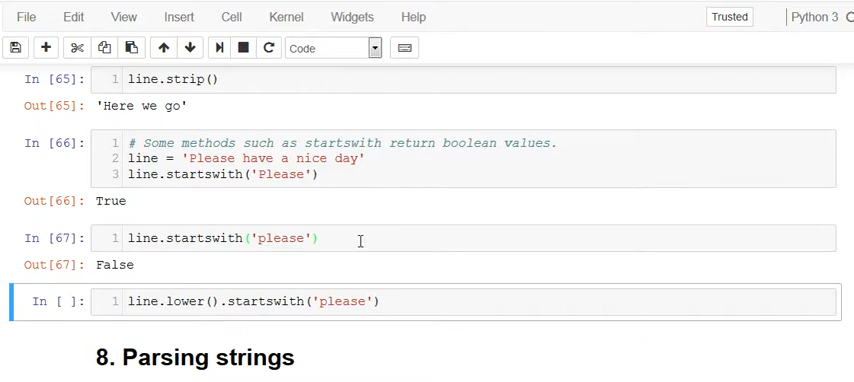 File Edit View Insert Cell Kernel Widgets Help Trusted Python 3
Code
In [65]: 1 line.strip()
Out[65]: 'Here we go'
In [66]: 1 # Some methods such as startswith return boolean values.
2 line = 'Please have a nice day'
3 line.startswith('Please')
Out[66]: True
In [67]: 1 line.startswith('please')
Out[67]: False
In [ ]: 1 line.lower().startswith('please')
8. Parsing strings